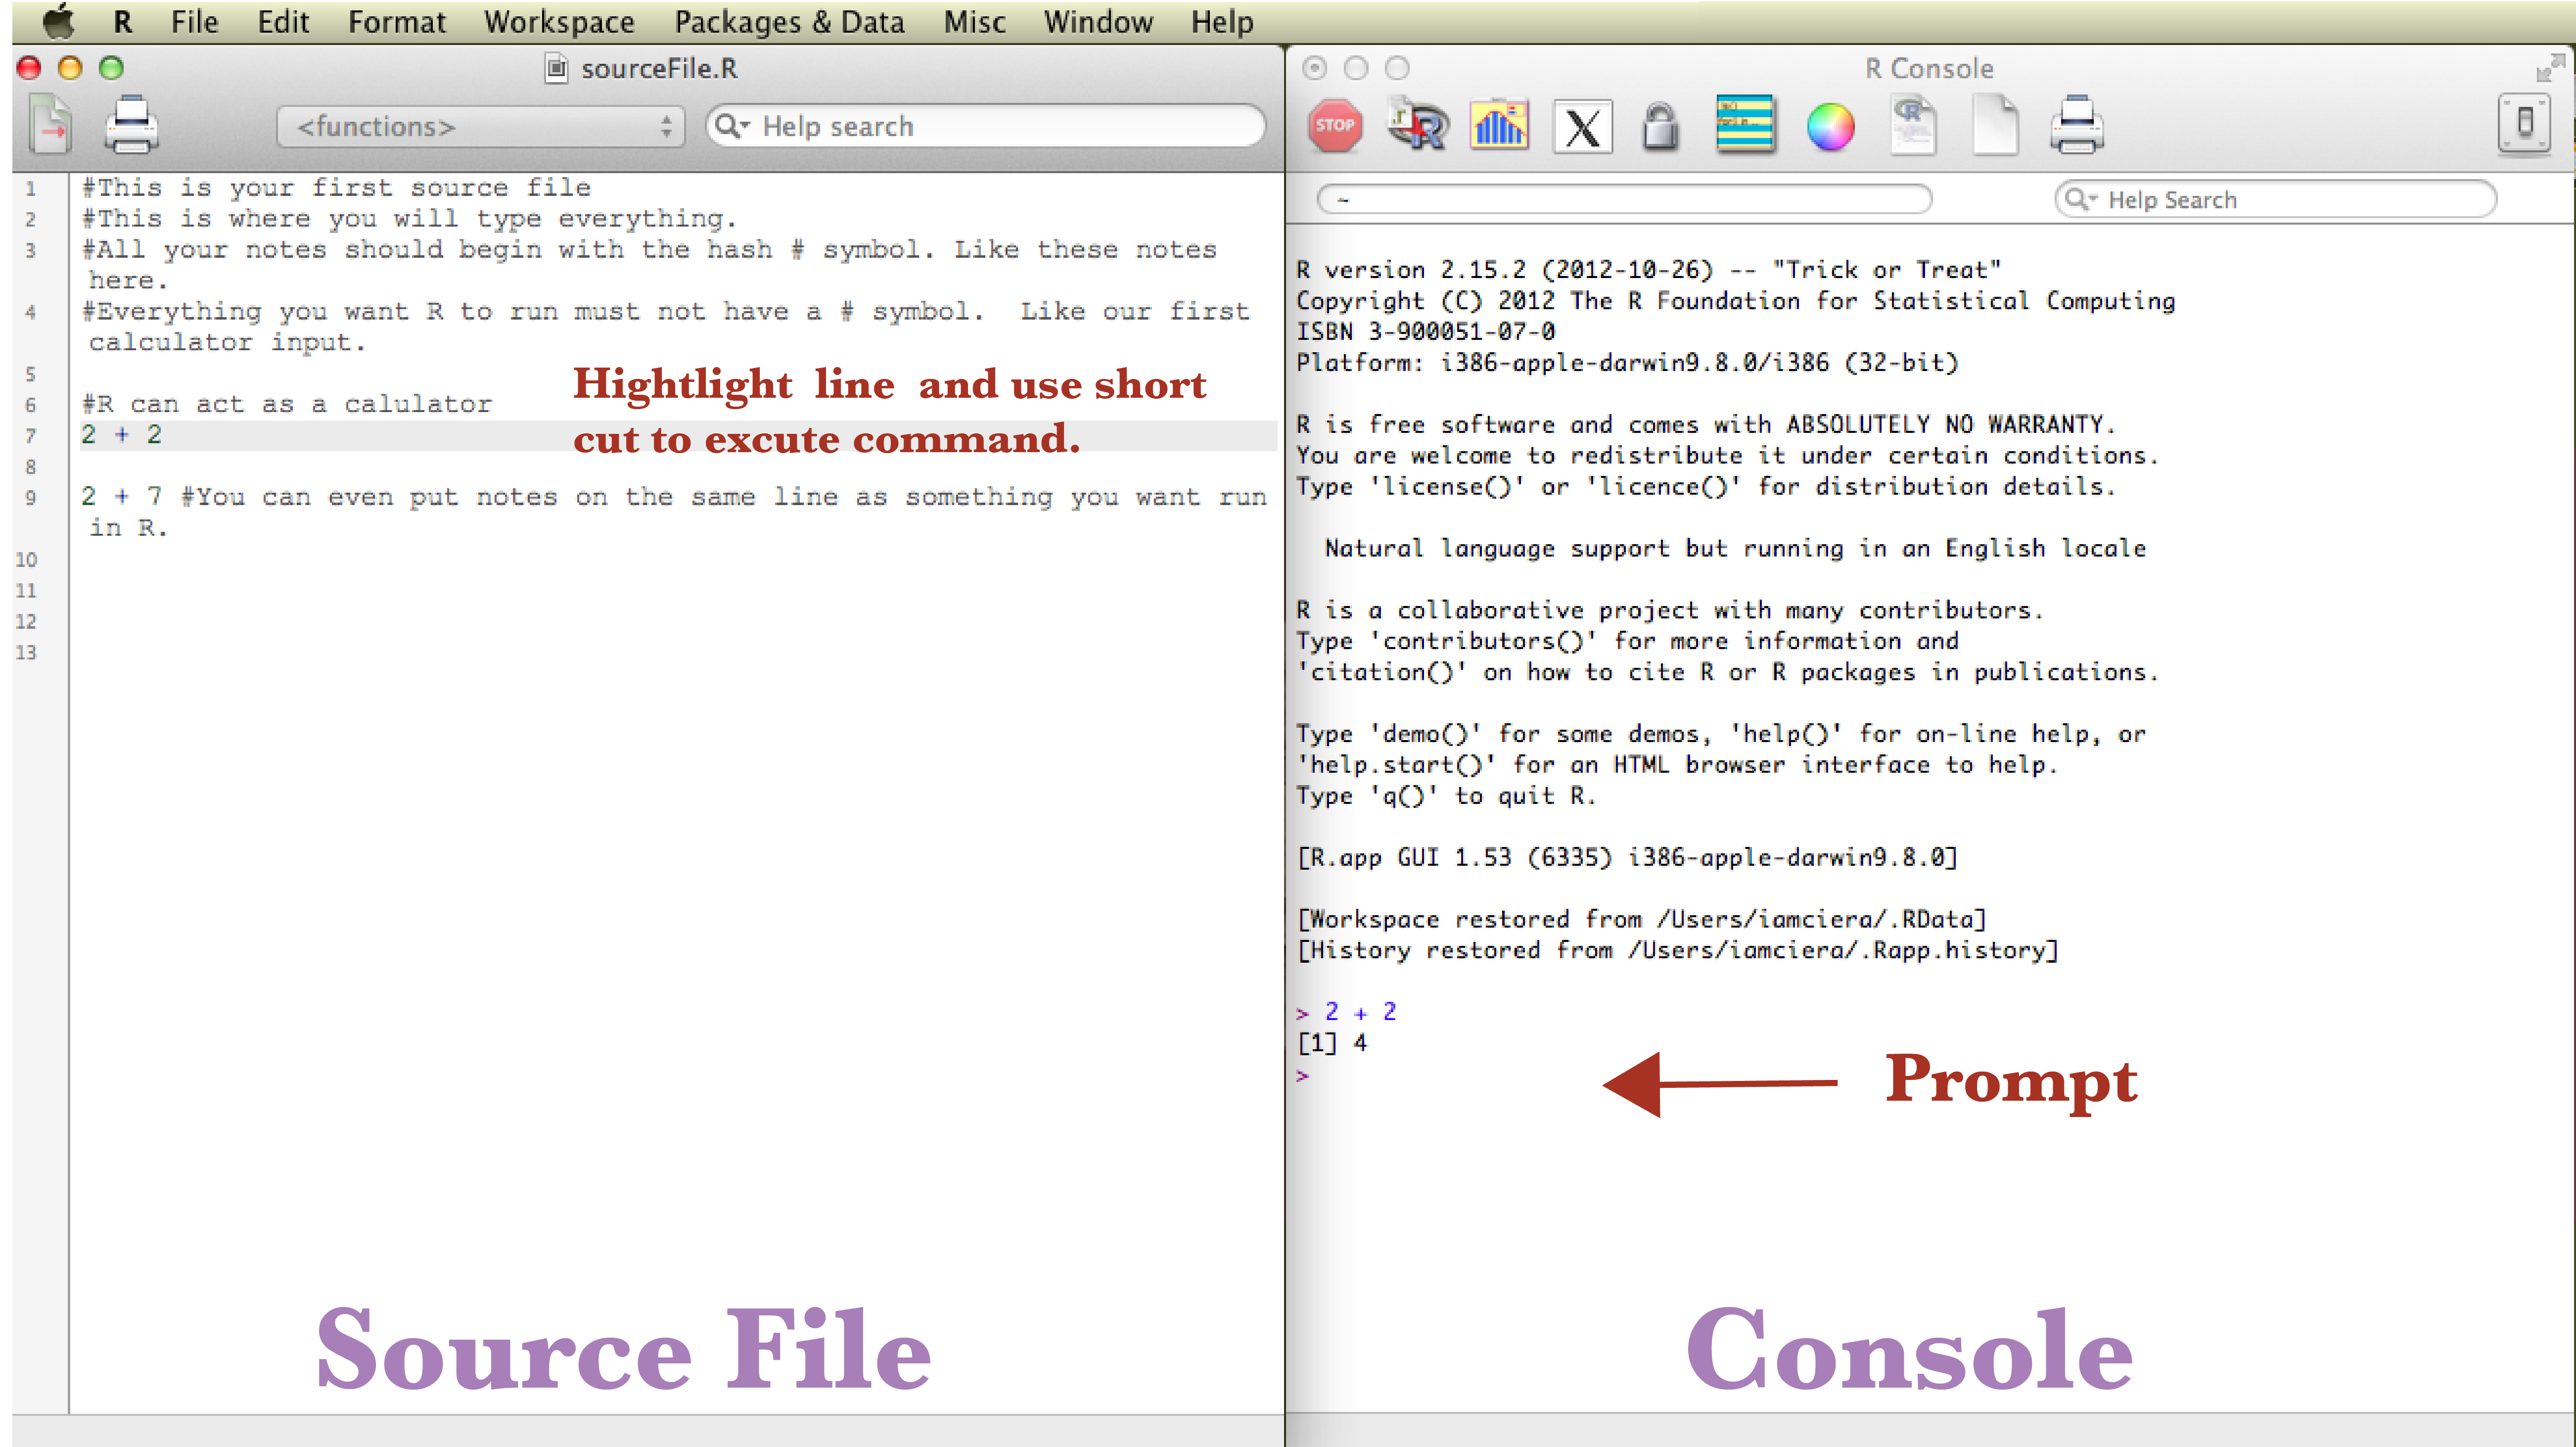 R File Edit Format Workspace Packages & Data Misc Window Help
sourceFile.R
<functions> Help search
1 #This is your first source file
2 #This is where you will type everything.
3 #All your notes should begin with the hash # symbol. Like these notes
here.
4 #Everything you want R to run must not have a # symbol.  Like our first
calculator input.
5
6 #R can act as a calulator
7 2 + 2
Hightlight line and use short
cut to excute command.
8
9 2 + 7 #You can even put notes on the same line as something you want run
in R.
10
11
12
13
Source File
R Console
STOP
X
~ Help Search
R version 2.15.2 (2012-10-26) -- "Trick or Treat"
Copyright (C) 2012 The R Foundation for Statistical Computing
ISBN 3-900051-07-0
Platform: i386-apple-darwin9.8.0/i386 (32-bit)
R is free software and comes with ABSOLUTELY NO WARRANTY.
You are welcome to redistribute it under certain conditions.
Type 'license()' or 'licence()' for distribution details.
Natural language support but running in an English locale
R is a collaborative project with many contributors.
Type 'contributors()' for more information and
'citation()' on how to cite R or R packages in publications.
Type 'demo()' for some demos, 'help()' for on-line help, or
'help.start()' for an HTML browser interface to help.
Type 'q()' to quit R.
[R.app GUI 1.53 (6335) i386-apple-darwin9.8.0]
[Workspace restored from /Users/iamciera/.RData]
[History restored from /Users/iamciera/.Rapp.history]
> 2 + 2
[1] 4
>
Prompt
Console